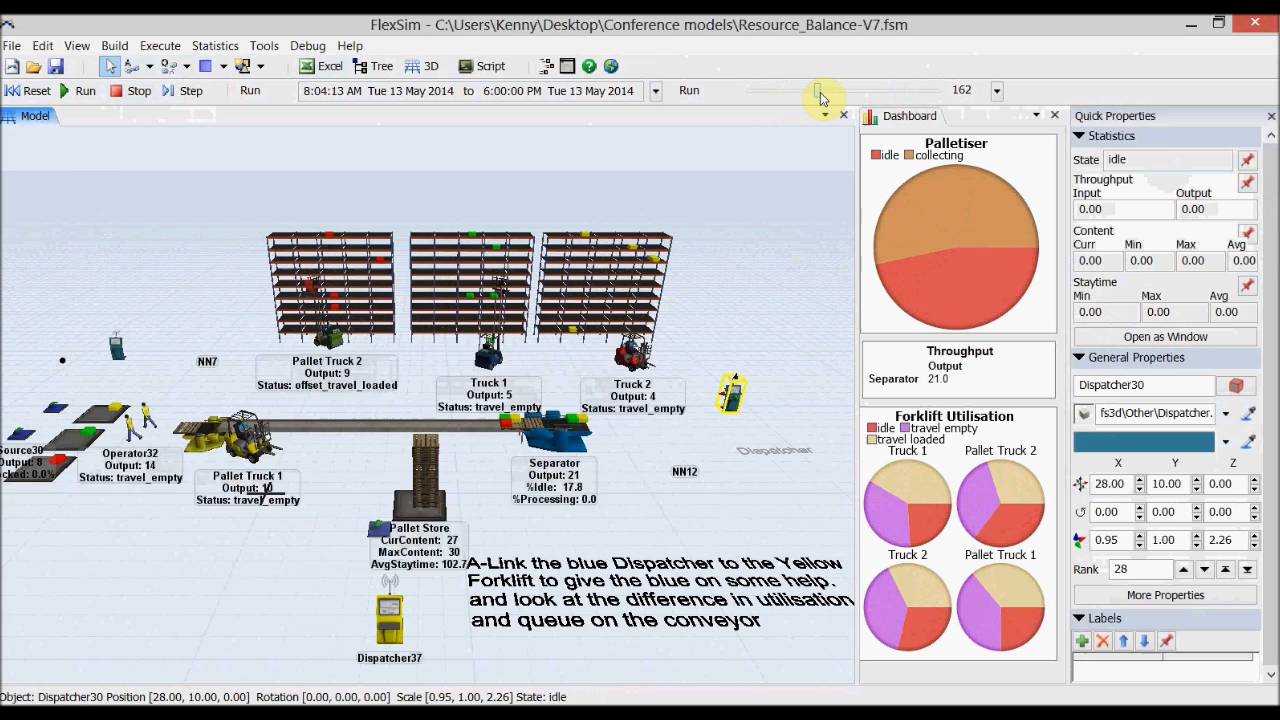 FlexSim - C:\Users\Kenny\Desktop\Conference models\Resource_Balance-V7.fsm
File Edit View Build Execute Statistics Tools Debug Help
Excel Tree 3D Script
Reset Run Stop Step Run 8:04:13 AM Tue 13 May 2014 to 6:00:00 PM Tue 13 May 2014 Run 162
Model
NN7
Pallet Truck 2
Output: 9
Status: offset_travel_loaded
Truck 1
Output: 5
Status: travel_empty
Truck 2
Output: 4
Status: travel_empty
Dispatcher
Source30
Output: 8
Operator32
Output: 14
Status: travel_empty
Pallet Truck 1
Output: 10
Status: travel_empty
Separator
Output: 21
%Idle: 17.8
%Processing: 0.0
NN12
Pallet Store
CurContent: 27
MaxContent: 30
AvgStaytime: 102.7
A-Link the blue Dispatcher to the Yellow
Forklift to give the blue on some help.
and look at the difference in utilisation
and queue on the conveyor
Dispatcher37
Dashboard
Palletiser
idle collecting
Throughput
Output
Separator 21.0
Forklift Utilisation
idle travel empty
travel loaded
Truck 1 Pallet Truck 2
Truck 2 Pallet Truck 1
Quick Properties
Statistics
State idle
Throughput
Input Output
0.00 0.00
Content
Curr Min Max Avg
0.00 0.00 0.00 0.00
Staytime
Min Max Avg
0.00 0.00 0.00
Open as Window
General Properties
Dispatcher30
fs3d\Other\Dispatcher.
X Y Z
28.00 10.00 0.00
0.00 0.00 0.00
0.95 1.00 2.26
Rank 28
More Properties
Labels
Object: Dispatcher30 Position [28.00, 10.00, 0.00] Rotation [0.00, 0.00, 0.00] Scale [0.95, 1.00, 2.26] State: idle